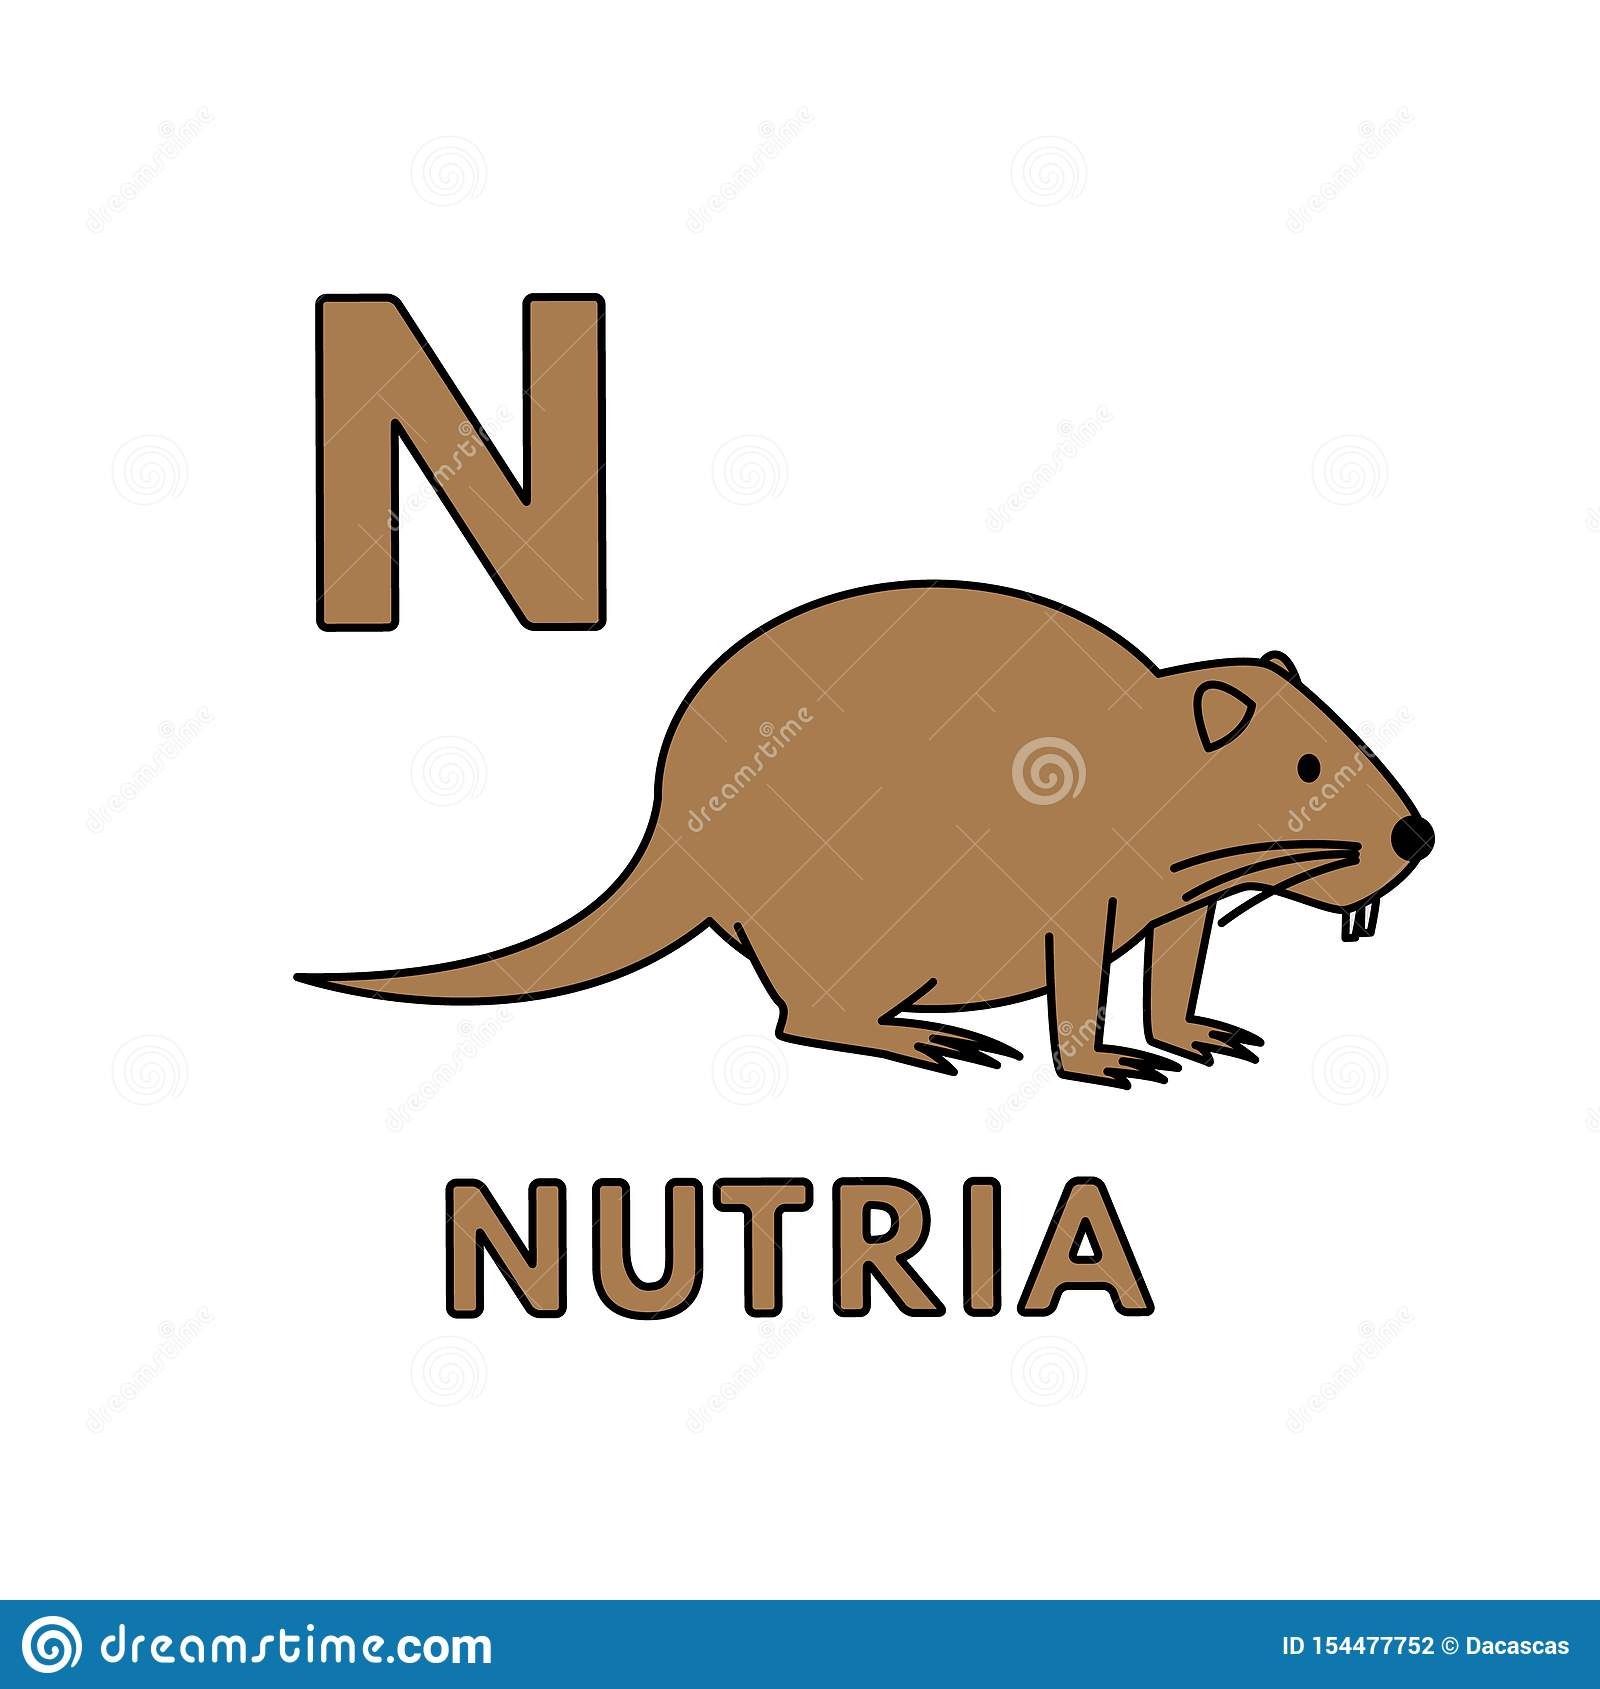 N
NUTRIA
dreamstime.com
ID 154477752 © Dacascas